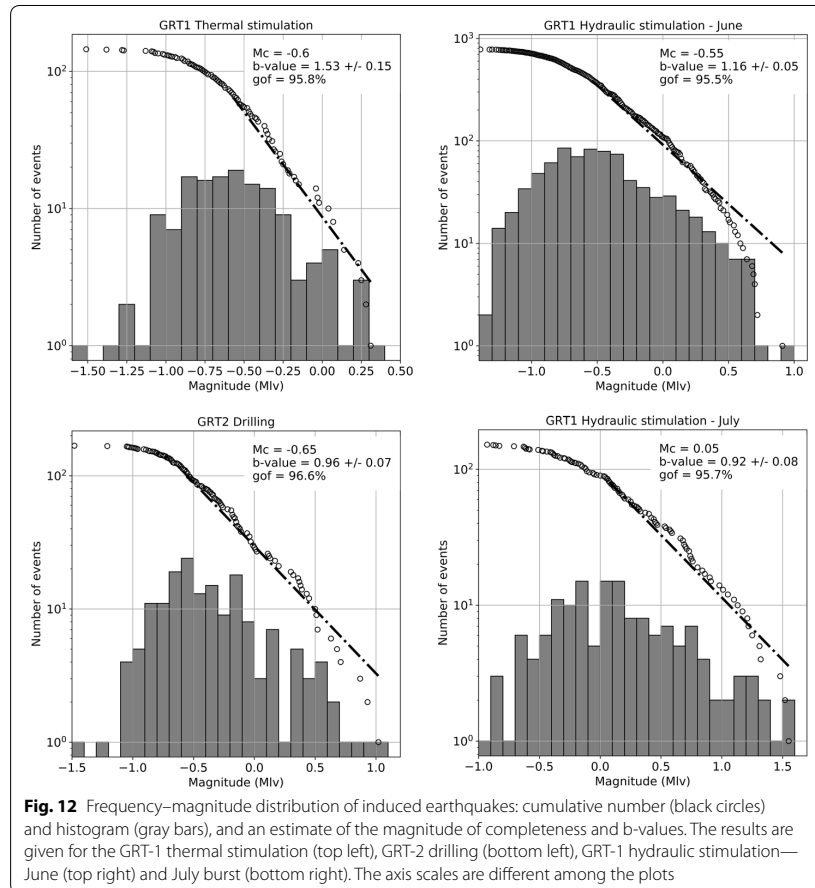 GRT1 Thermal stimulation
Mc = -0.6
b-value = 1.53 +/- 0.15
gof = 95.8%
Number of events
10²
10¹
10⁰
−1.50 −1.25 −1.00 −0.75 −0.50 −0.25 0.00 0.25 0.50
Magnitude (Mlv)
GRT1 Hydraulic stimulation - June
Mc = -0.55
b-value = 1.16 +/- 0.05
gof = 95.5%
Number of events
10³
10²
10¹
10⁰
−1.0 −0.5 0.0 0.5 1.0
Magnitude (Mlv)
GRT2 Drilling
Mc = -0.65
b-value = 0.96 +/- 0.07
gof = 96.6%
Number of events
10²
10¹
10⁰
−1.5 −1.0 −0.5 0.0 0.5 1.0
Magnitude (Mlv)
GRT1 Hydraulic stimulation - July
Mc = 0.05
b-value = 0.92 +/- 0.08
gof = 95.7%
Number of events
10²
10¹
10⁰
−1.0 −0.5 0.0 0.5 1.0 1.5
Magnitude (Mlv)
Fig. 12 Frequency–magnitude distribution of induced earthquakes: cumulative number (black circles)
and histogram (gray bars), and an estimate of the magnitude of completeness and b-values. The results are
given for the GRT-1 thermal stimulation (top left), GRT-2 drilling (bottom left), GRT-1 hydraulic stimulation—
June (top right) and July burst (bottom right). The axis scales are different among the plots